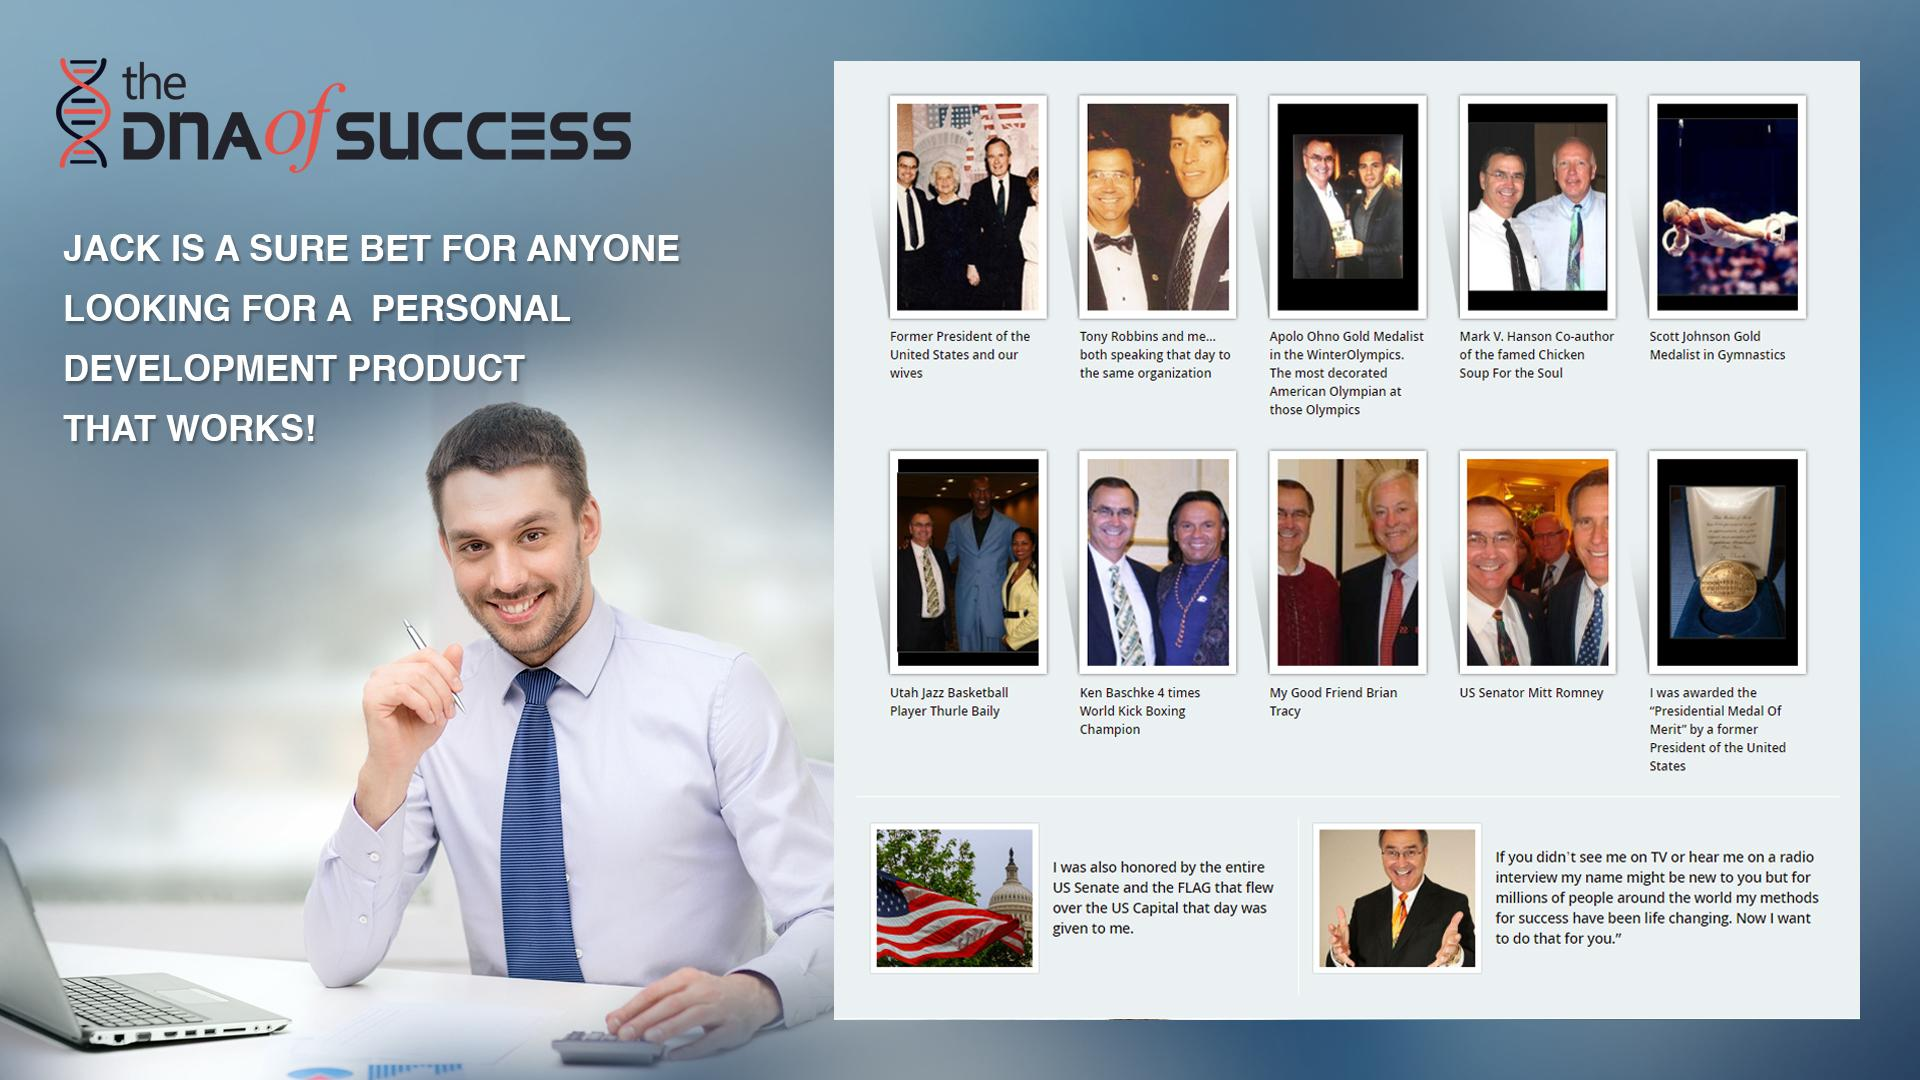 the
DNA of SUCCESS
JACK IS A SURE BET FOR ANYONE
LOOKING FOR A PERSONAL
DEVELOPMENT PRODUCT
THAT WORKS!
Former President of the
United States and our
wives
Tony Robbins and me...
both speaking that day to
the same organization
Apolo Ohno Gold Medalist
in the WinterOlympics.
The most decorated
American Olympian at
those Olympics
Mark V. Hanson Co-author
of the famed Chicken
Soup For the Soul
Scott Johnson Gold
Medalist in Gymnastics
Utah Jazz Basketball
Player Thurle Baily
Ken Baschke 4 times
World Kick Boxing
Champion
My Good Friend Brian
Tracy
US Senator Mitt Romney
I was awarded the
“Presidential Medal Of
Merit” by a former
President of the United
States
I was also honored by the entire
US Senate and the FLAG that flew
over the US Capital that day was
given to me.
If you didn't see me on TV or hear me on a radio
interview my name might be new to you but for
millions of people around the world my methods
for success have been life changing. Now I want
to do that for you.”